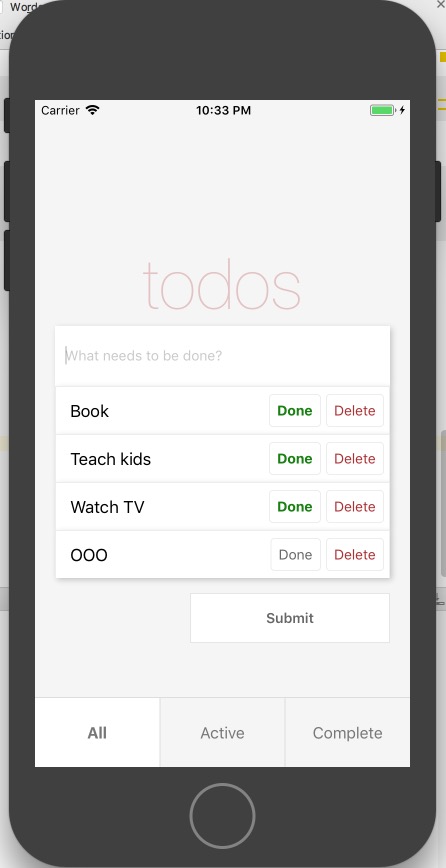 Words
Carrier 10:33 PM
todos
What needs to be done?
Book Done Delete
Teach kids Done Delete
Watch TV Done Delete
OOO Done Delete
Submit
All Active Complete